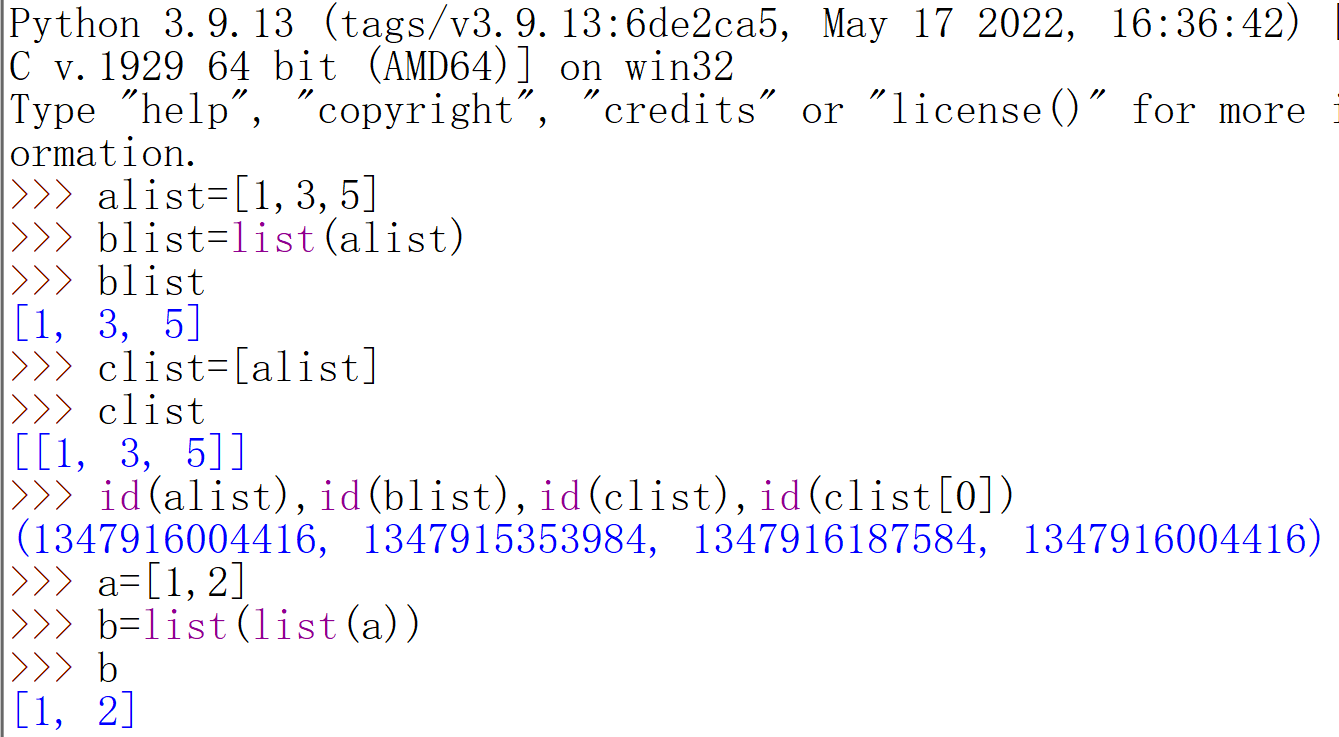 Python 3.9.13 (tags/v3.9.13:6de2ca5, May 17 2022, 16:36:42) [
C v.1929 64 bit (AMD64)] on win32
Type "help", "copyright", "credits" or "license()" for more i
ormation.
>>> alist=[1,3,5]
>>> blist=list(alist)
>>> blist
[1, 3, 5]
>>> clist=[alist]
>>> clist
[[1, 3, 5]]
>>> id(alist),id(blist),id(clist),id(clist[0])
(1347916004416, 1347915353984, 1347916187584, 1347916004416)
>>> a=[1,2]
>>> b=list(list(a))
>>> b
[1, 2]